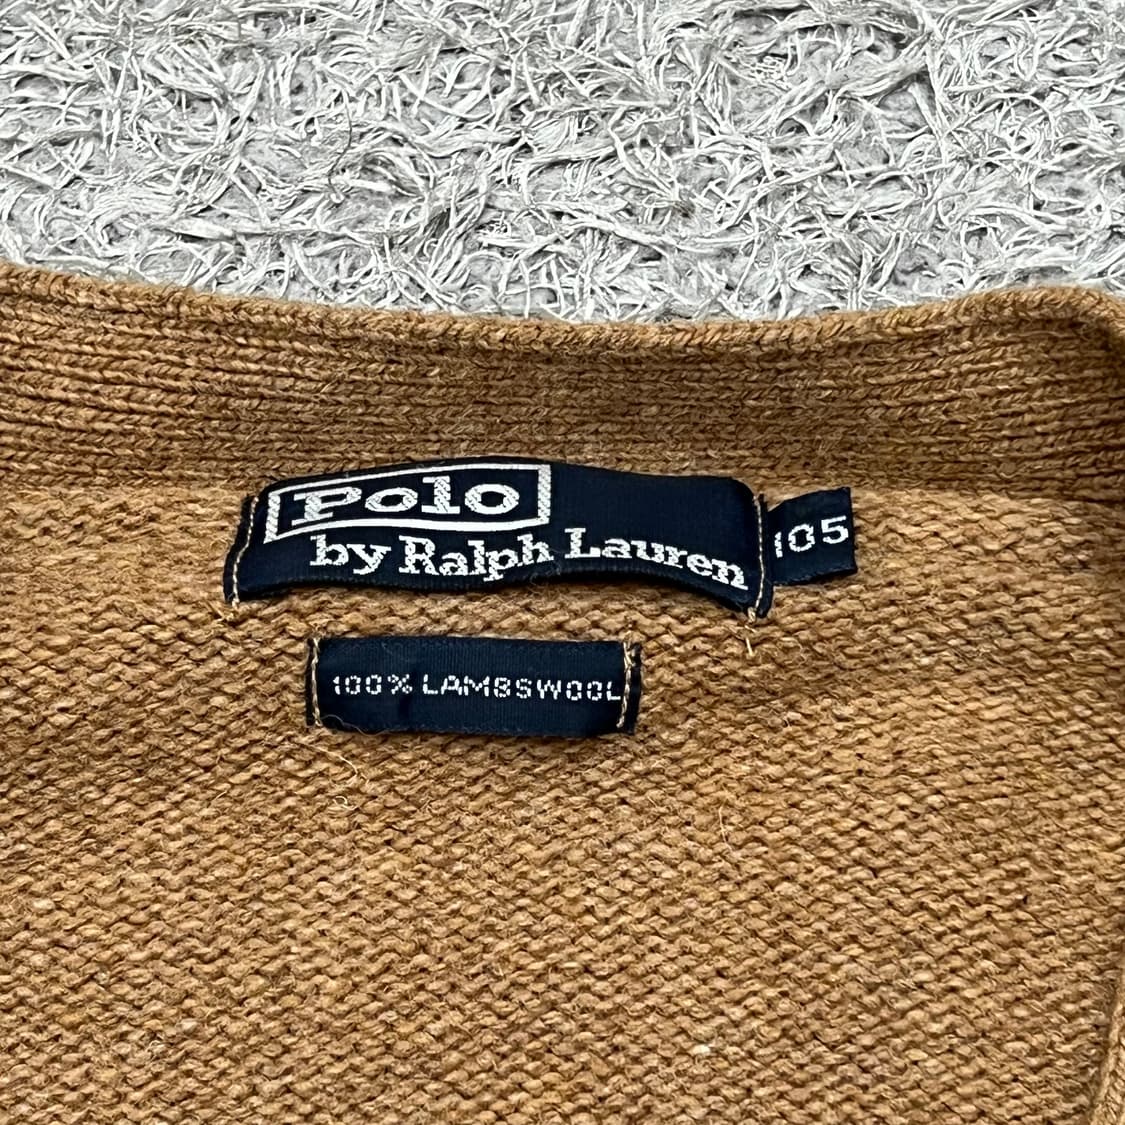 Polo
by Ralph Lauren
105
100% LAMBSWOOL